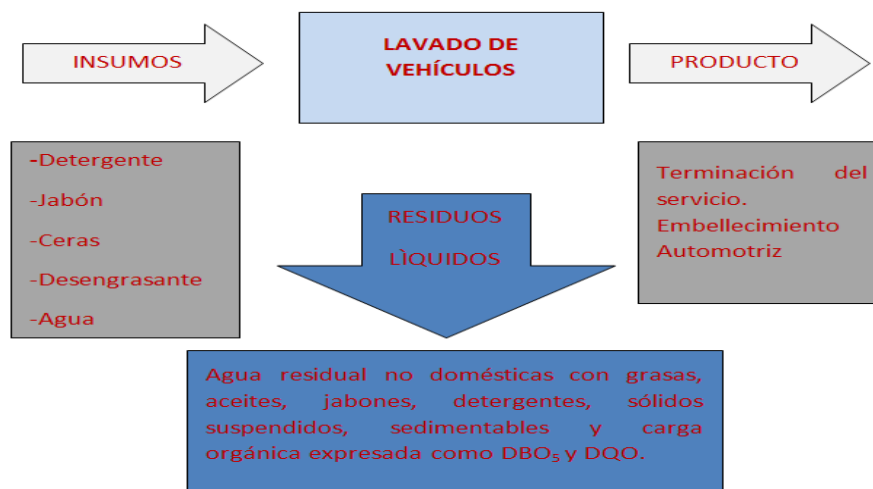 INSUMOS
LAVADO DE
VEHÍCULOS
PRODUCTO
-Detergente
-Jabón
-Ceras
-Desengrasante
-Agua
RESIDUOS
LÌQUIDOS
Terminación del
servicio.
Embellecimiento
Automotriz
Agua residual no domésticas con grasas,
aceites, jabones, detergentes, sólidos
suspendidos, sedimentables y carga
orgánica expresada como DBO₅ y DQO.